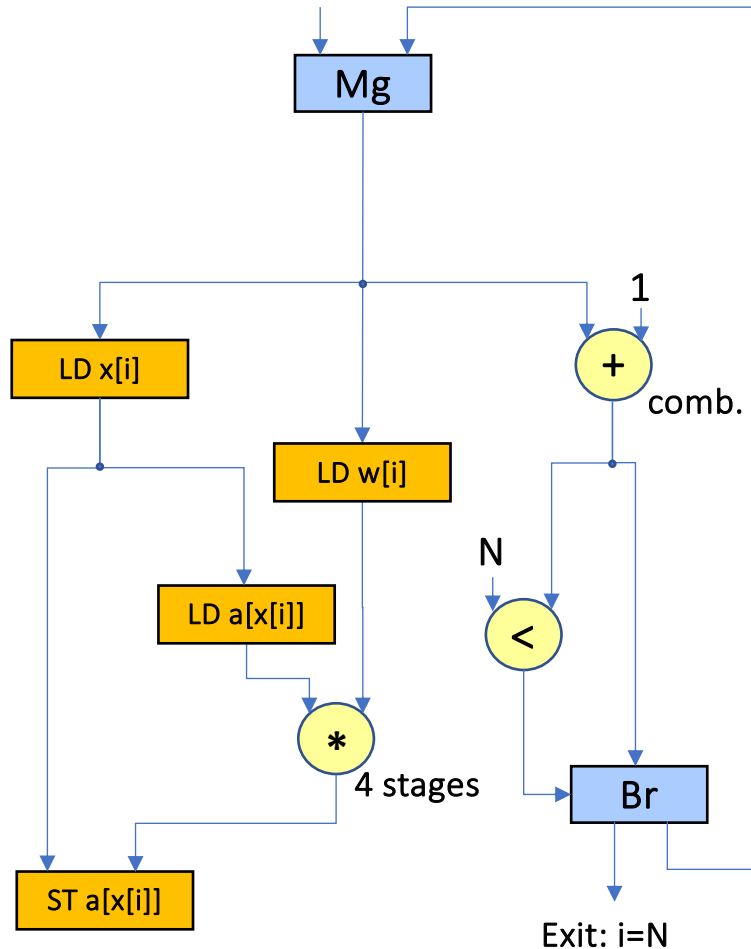 Mg
1
LD x[i]
+
comb.
LD w[i]
N
LD a[x[i]]
<
*
4 stages
Br
ST a[x[i]]
Exit: i=N